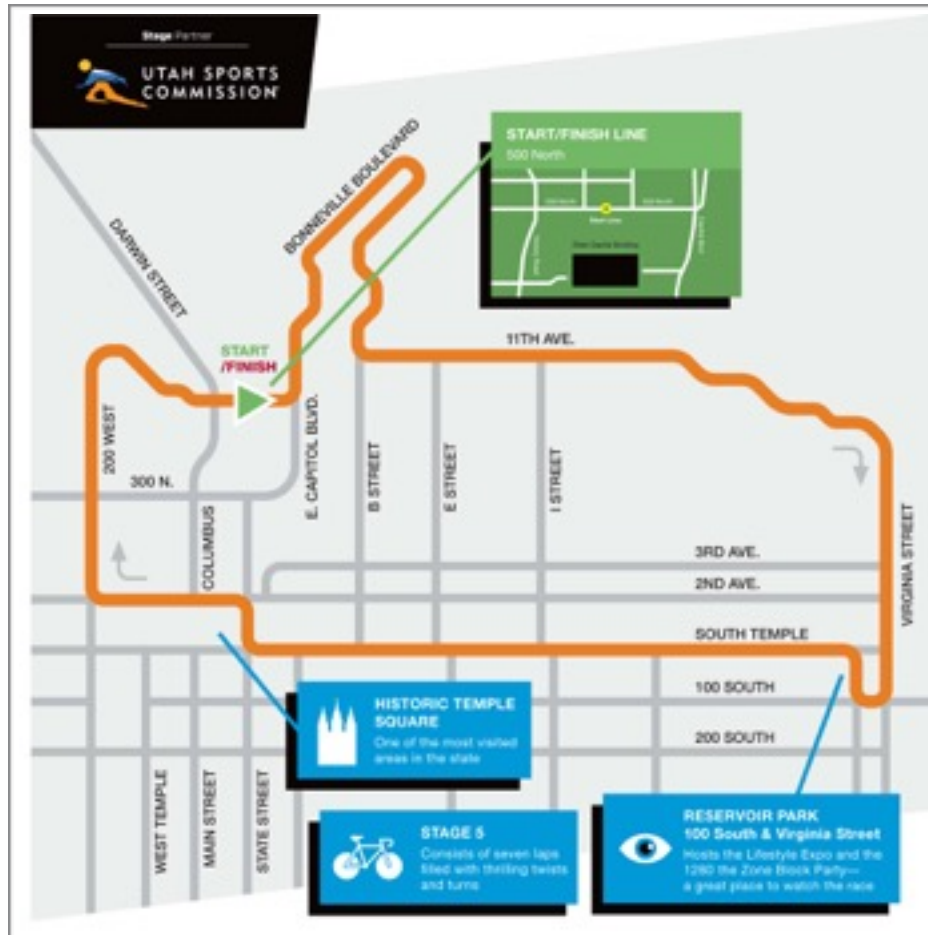 Stage Partner
UTAH SPORTS
COMMISSION
START/FINISH LINE
500 North
BONNEVILLE BOULEVARD
DARWIN STREET
START
/FINISH
11TH AVE.
200 WEST
300 N.
COLUMBUS
E. CAPITOL BLVD.
B STREET
E STREET
I STREET
3RD AVE.
2ND AVE.
VIRGINIA STREET
SOUTH TEMPLE
100 SOUTH
200 SOUTH
HISTORIC TEMPLE
SQUARE
One of the most visited
areas in the state
WEST TEMPLE
MAIN STREET
STATE STREET
STAGE 5
Consists of seven laps
filled with thrilling twists
and turns
RESERVOIR PARK
100 South & Virginia Street
Hosts the Lifestyle Expo and the
1280 the Zone Block Party—
a great place to watch the race